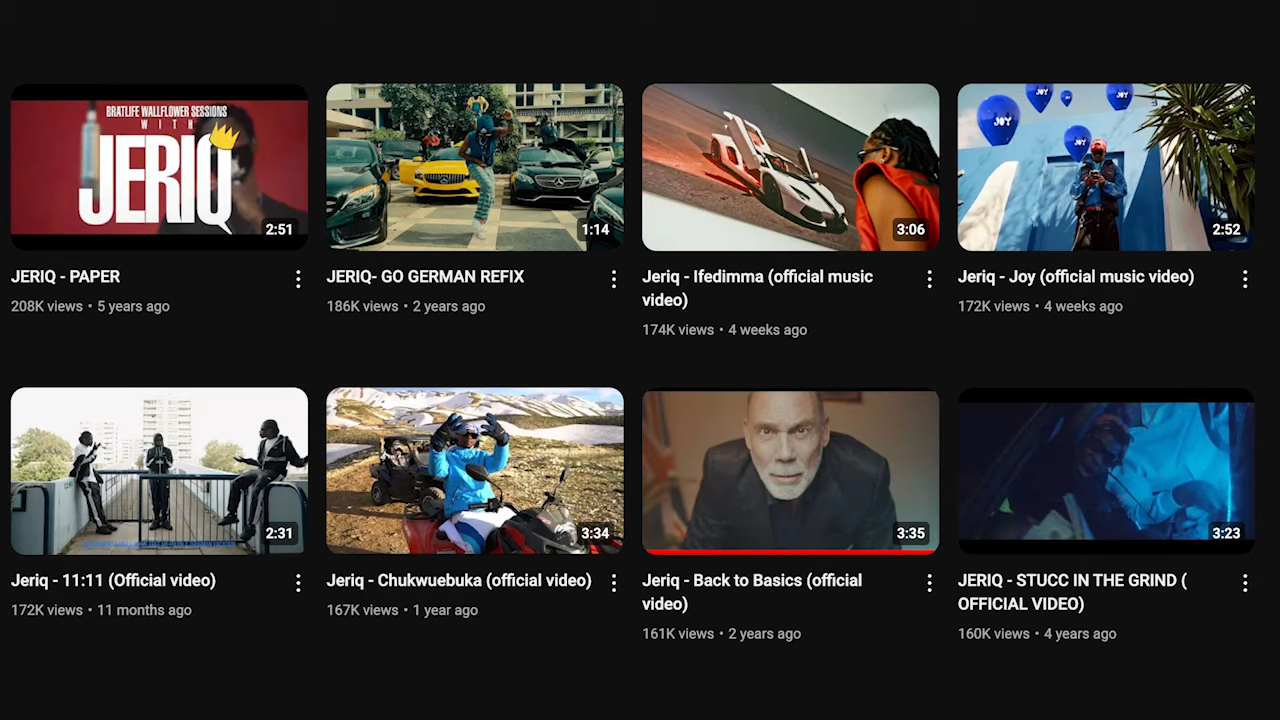 BRATLIFE WALLFLOWER SESSIONS
WITH
JERIQ
2:51
JERIQ - PAPER
208K views • 5 years ago
1:14
JERIQ- GO GERMAN REFIX
186K views • 2 years ago
3:06
Jeriq - Ifedimma (official music
video)
174K views • 4 weeks ago
JOY
JOY
JOY
JOY
2:52
Jeriq - Joy (official music video)
172K views • 4 weeks ago
2:31
Jeriq - 11:11 (Official video)
172K views • 11 months ago
3:34
Jeriq - Chukwuebuka (official video)
167K views • 1 year ago
3:35
Jeriq - Back to Basics (official
video)
161K views • 2 years ago
3:23
JERIQ - STUCC IN THE GRIND (
OFFICIAL VIDEO)
160K views • 4 years ago